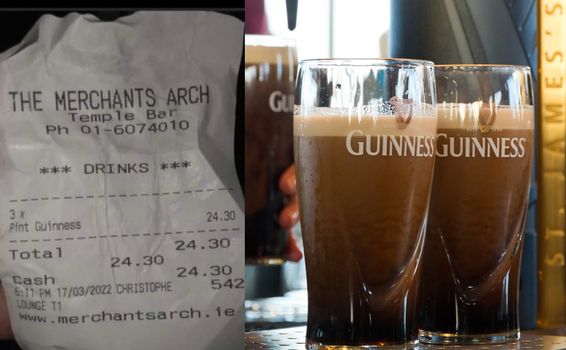 THE MERCHANTS ARCH
Temple Bar
Ph 01-6074010
*** DRINKS ***
3 x
Pint Guinness 24.30
Total 24.30
24.30
Cash 24.30
6:11 PM 17/03/2022 CHRISTOPHE 542
LOUNGE T1
www.merchantsarch.ie
GUINNESS
GUINNESS
GUINNESS
ST. JAMES'S